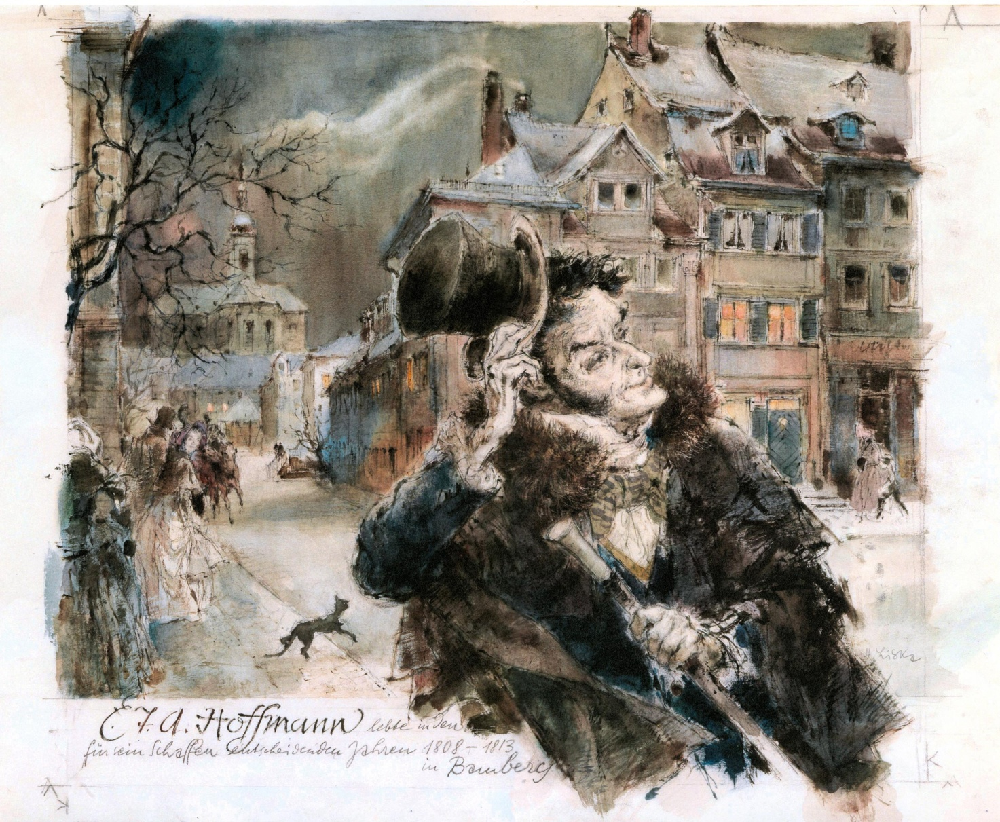 H. Liska
E. T. A. Hoffmann lebte in den
für sein Schaffen entscheidenden Jahren 1808 – 1813
in Bamberg